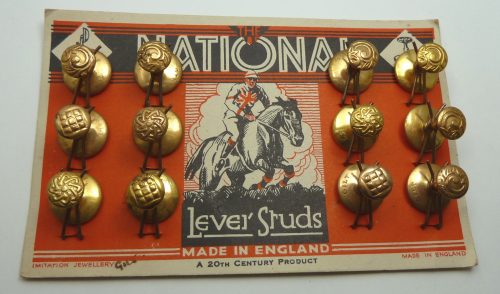 THE
NATIONAL
Lever Studs
MADE IN ENGLAND
IMITATION JEWELLERY
A 20TH CENTURY PRODUCT
MADE IN ENGLAND